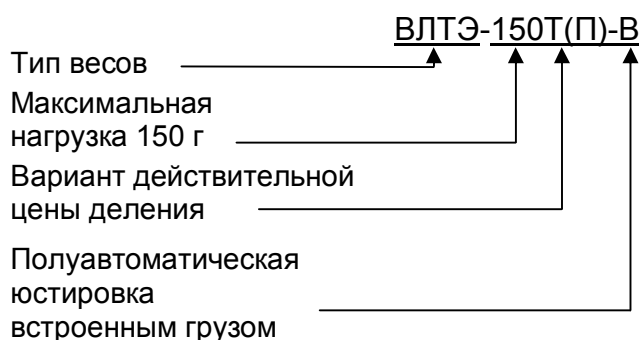 ВЛТЭ-150Т(П)-В
Тип весов
Максимальная
нагрузка 150 г
Вариант действительной
цены деления
Полуавтоматическая
юстировка
встроенным грузом